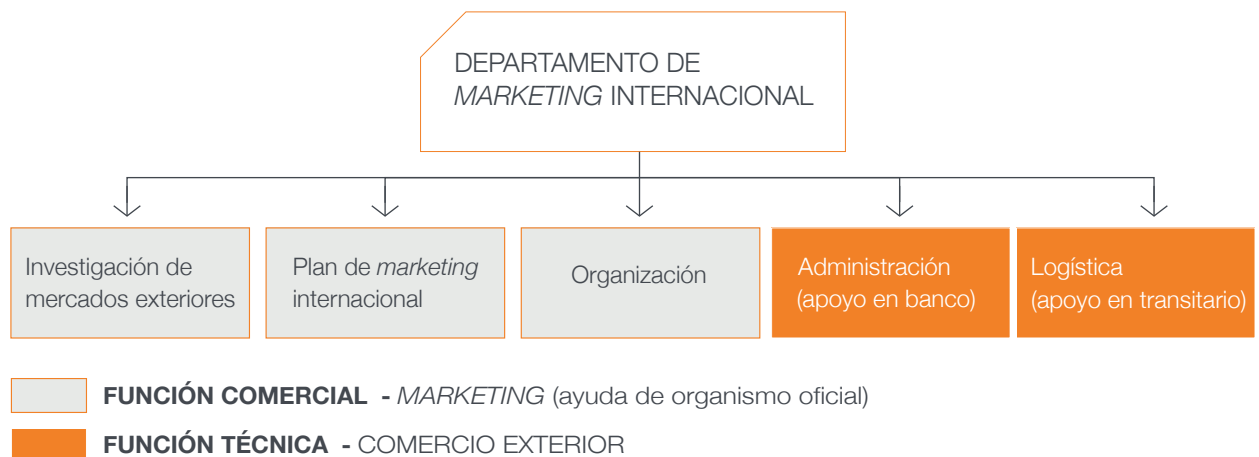 DEPARTAMENTO DE
MARKETING INTERNACIONAL
Investigación de
mercados exteriores
Plan de marketing
internacional
Organización
Administración
(apoyo en banco)
Logística
(apoyo en transitario)
FUNCIÓN COMERCIAL - MARKETING (ayuda de organismo oficial)
FUNCIÓN TÉCNICA - COMERCIO EXTERIOR